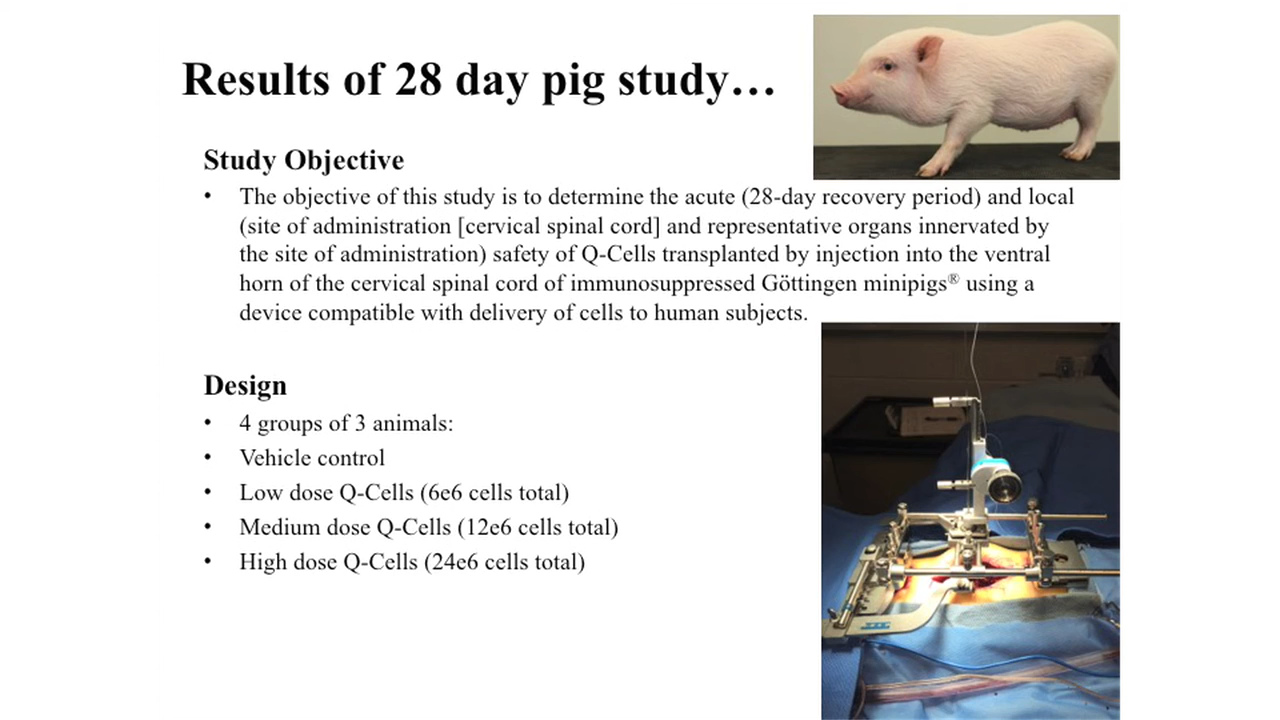 Results of 28 day pig study…
Study Objective
• The objective of this study is to determine the acute (28-day recovery period) and local
(site of administration [cervical spinal cord] and representative organs innervated by
the site of administration) safety of Q-Cells transplanted by injection into the ventral
horn of the cervical spinal cord of immunosuppressed Göttingen minipigs® using a
device compatible with delivery of cells to human subjects.
Design
• 4 groups of 3 animals:
• Vehicle control
• Low dose Q-Cells (6e6 cells total)
• Medium dose Q-Cells (12e6 cells total)
• High dose Q-Cells (24e6 cells total)